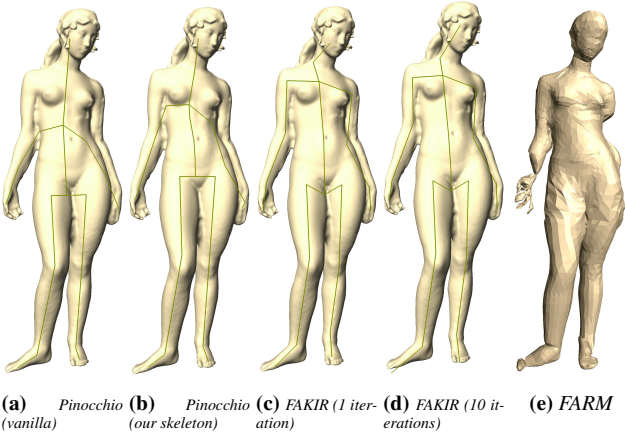 (a) Pinocchio (vanilla)
(b) Pinocchio (our skeleton)
(c) FAKIR (1 iter-ation)
(d) FAKIR (10 it-erations)
(e) FARM